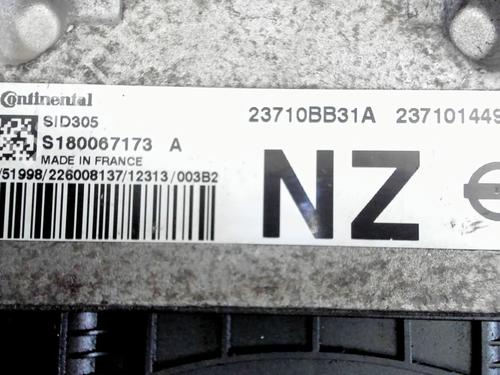 Continental
SID305
S180067173 A
MADE IN FRANCE
/51998/226008137/12313/003B2
23710BB31A 237101449
NZ